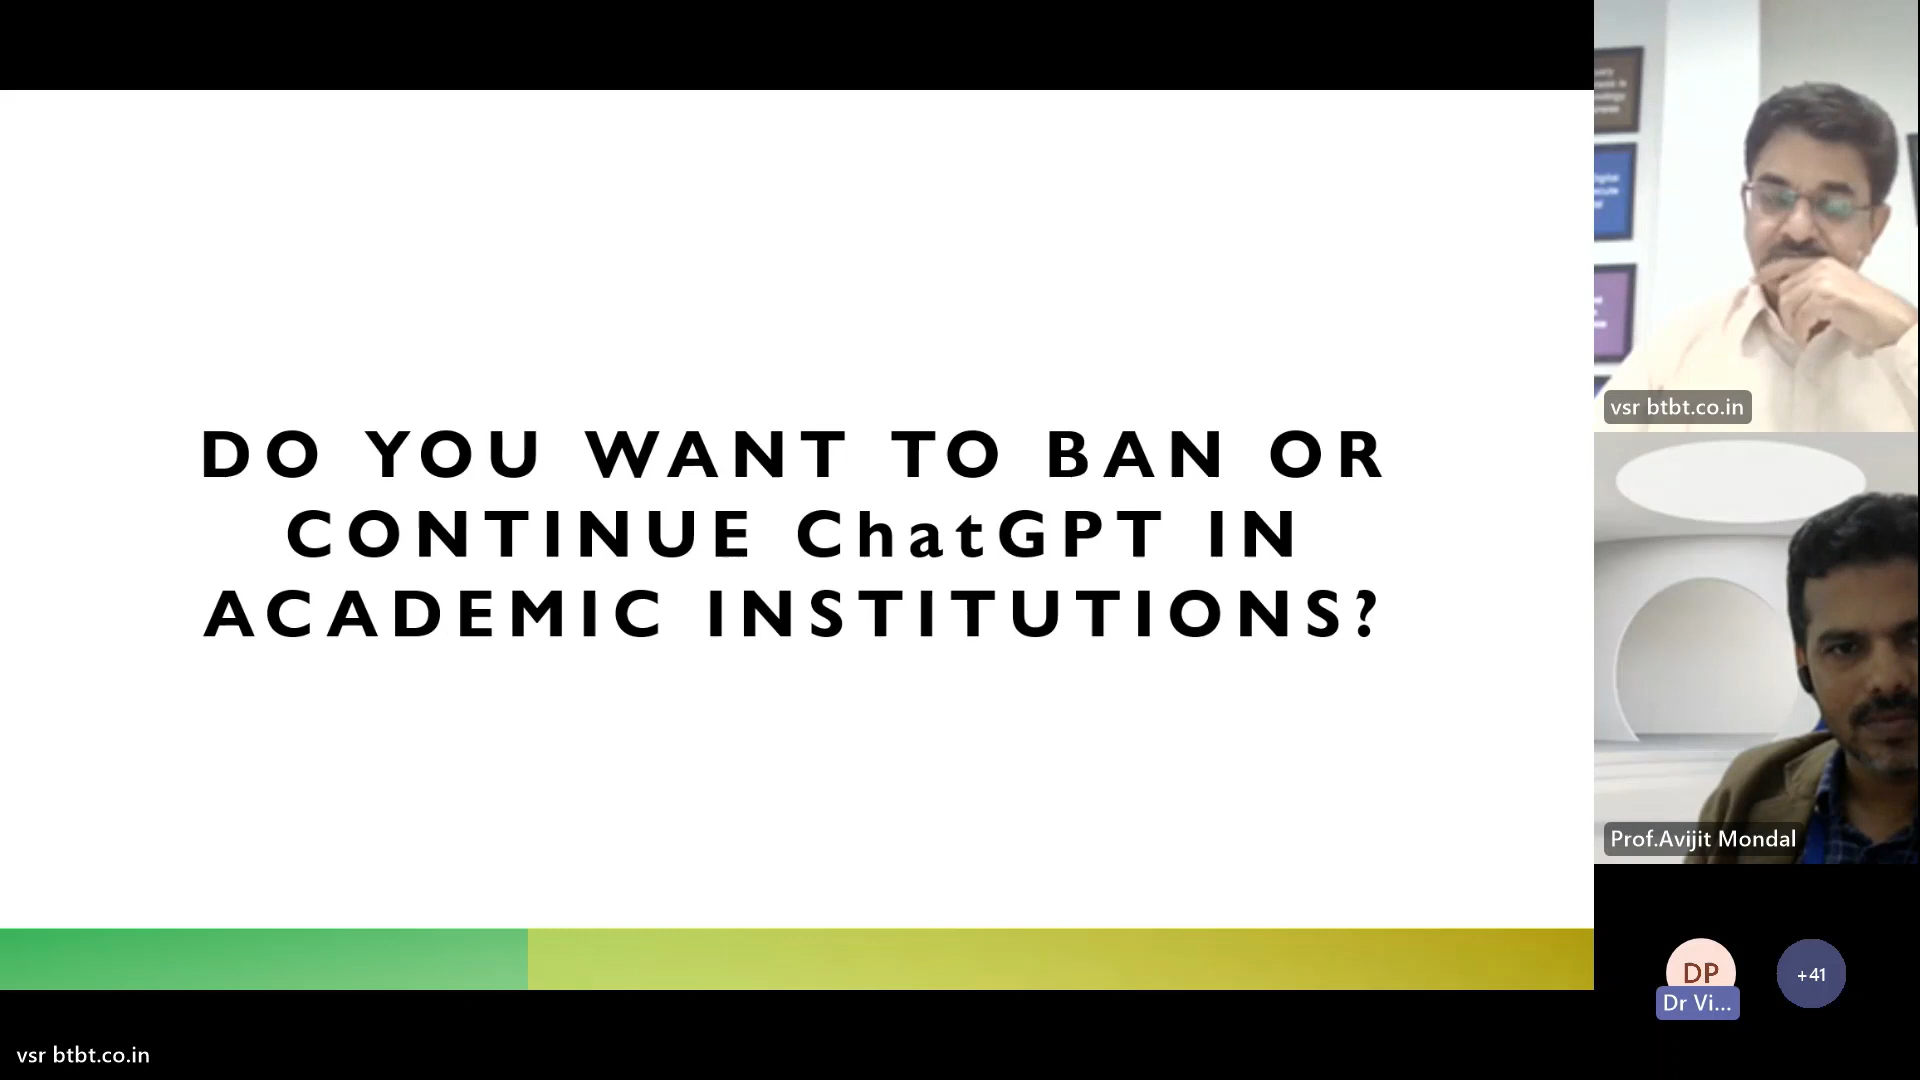 DO YOU WANT TO BAN OR
CONTINUE ChatGPT IN
ACADEMIC INSTITUTIONS?
vsr btbt.co.in
Prof.Avijit Mondal
DP
Dr Vi...
+41
vsr btbt.co.in